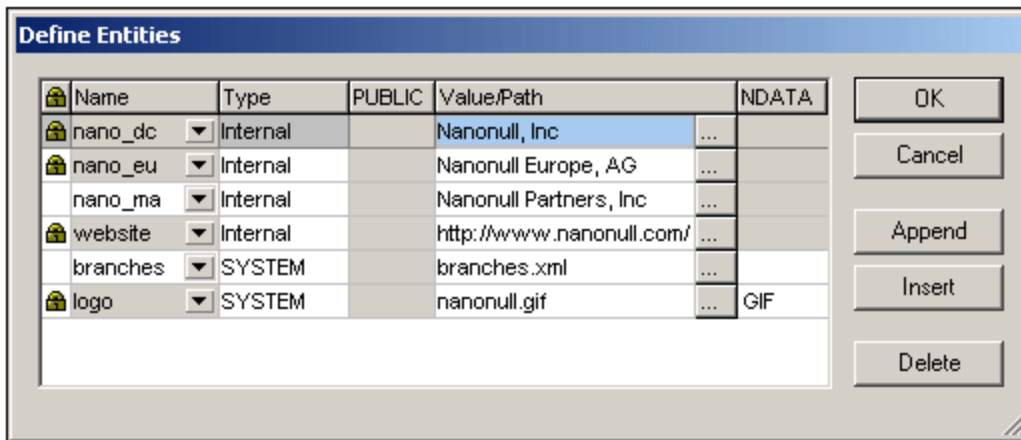 Define Entities
Name Type PUBLIC Value/Path NDATA OK
nano_dc Internal Nanonull, Inc ...
nano_eu Internal Nanonull Europe, AG ... Cancel
nano_ma Internal Nanonull Partners, Inc ...
website Internal http://www.nanonull.com/ ... Append
branches SYSTEM branches.xml ...
logo SYSTEM nanonull.gif ... GIF Insert
Delete